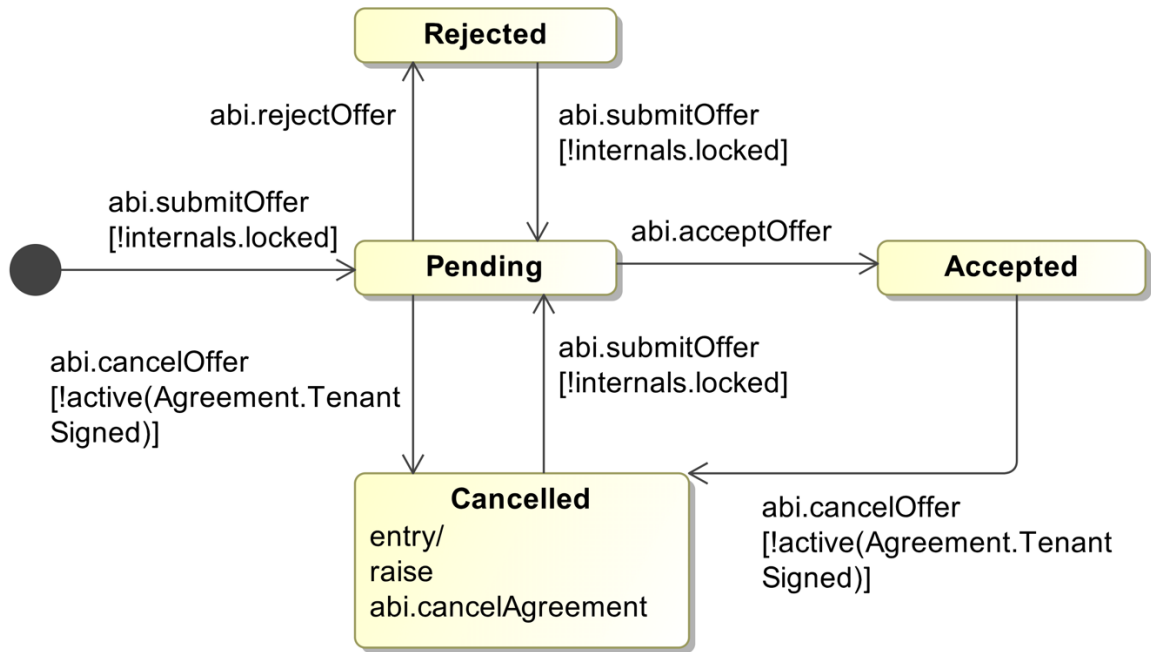 Rejected
abi.rejectOffer
abi.submitOffer
[!internals.locked]
abi.submitOffer
[!internals.locked]
Pending
abi.acceptOffer
Accepted
abi.cancelOffer
[!active(Agreement.Tenant
Signed)]
abi.submitOffer
[!internals.locked]
Cancelled
entry/
raise
abi.cancelAgreement
abi.cancelOffer
[!active(Agreement.Tenant
Signed)]